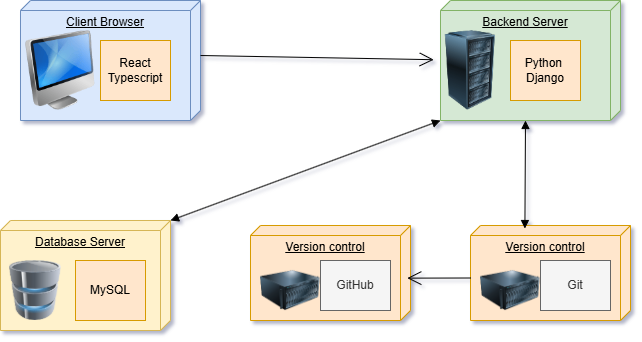 Client Browser
React
Typescript
Backend Server
Python
Django
Database Server
MySQL
Version control
GitHub
Version control
Git